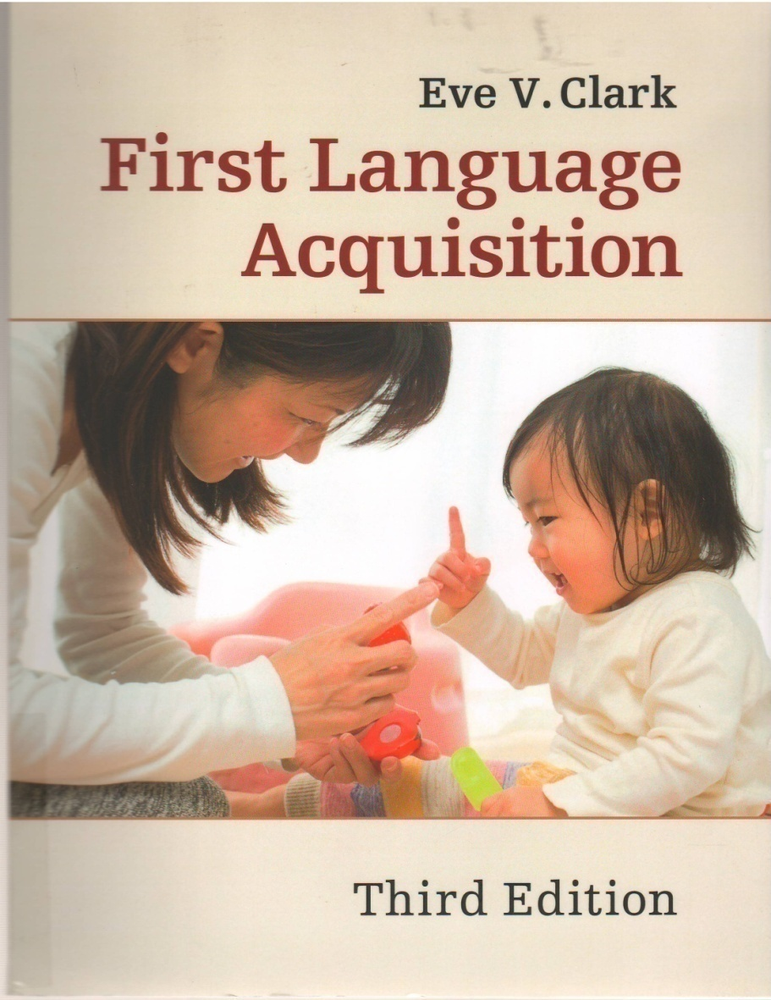 Eve V. Clark
First Language
Acquisition
Third Edition